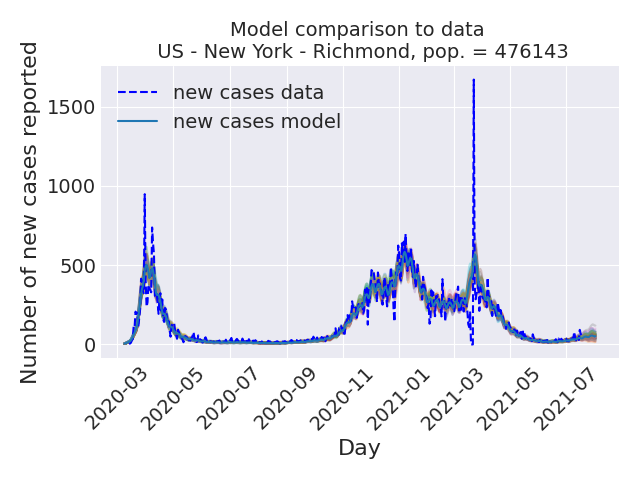 Model comparison to data
US - New York - Richmond, pop. = 476143
Number of new cases reported
1500
1000
500
0
new cases data
new cases model
2020-03
2020-05
2020-07
2020-09
2020-11
2021-01
2021-03
2021-05
2021-07
Day